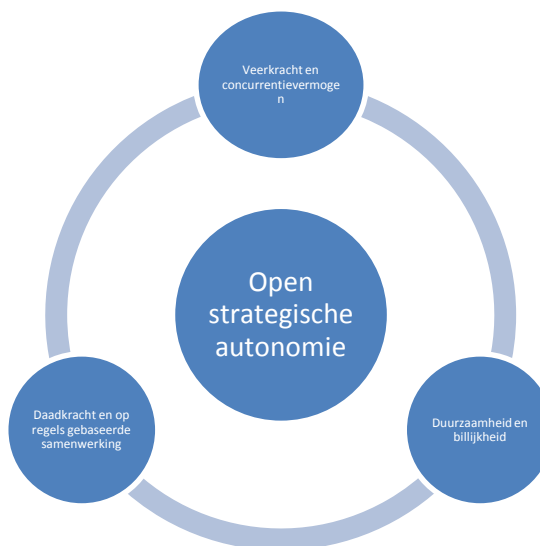 Veerkracht en
concurrentievermoge
n
Open
strategische
autonomie
Daadkracht en op
regels gebaseerde
samenwerking
Duurzaamheid en
billijkheid